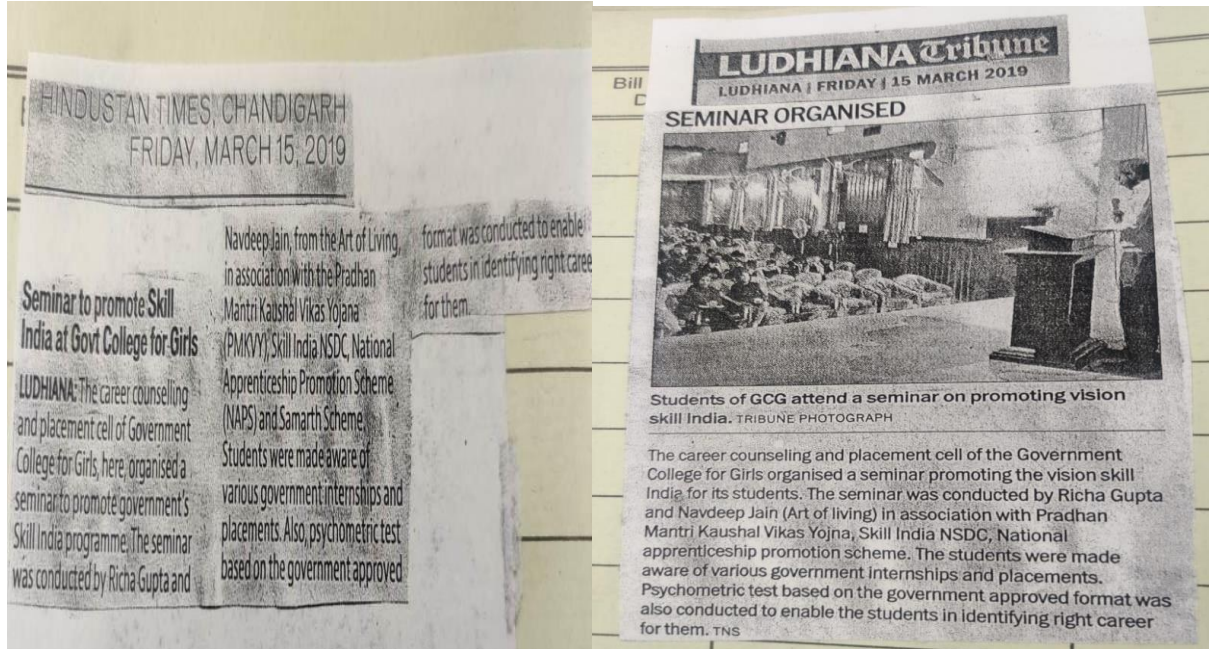 HINDUSTAN TIMES, CHANDIGARH
FRIDAY, MARCH 15, 2019
Seminar to promote Skill
India at Govt College for Girls
LUDHIANA: The career counselling
and placement cell of Government
College for Girls, here, organised a
seminar to promote government's
Skill India programme. The seminar
was conducted by Richa Gupta and
Navdeep Jain, from the Art of Living,
in association with the Pradhan
Mantri Kaushal Vikas Yojana
(PMKVY), Skill India NSDC, National
Apprenticeship Promotion Scheme
(NAPS) and Samarth Scheme.
Students were made aware of
various government internships and
placements. Also, psychometric test
based on the government approved
format was conducted to enable
students in identifying right caree
for them.
Bill
LUDHIANA Tribune
LUDHIANA | FRIDAY | 15 MARCH 2019
SEMINAR ORGANISED
Students of GCG attend a seminar on promoting vision
skill India. TRIBUNE PHOTOGRAPH
The career counseling and placement cell of the Government
College for Girls organised a seminar promoting the vision skill
India for its students. The seminar was conducted by Richa Gupta
and Navdeep Jain (Art of living) in association with Pradhan
Mantri Kaushal Vikas Yojna, Skill India NSDC, National
apprenticeship promotion scheme. The students were made
aware of various government internships and placements.
Psychometric test based on the government approved format was
also conducted to enable the students in identifying right career
for them. TNS